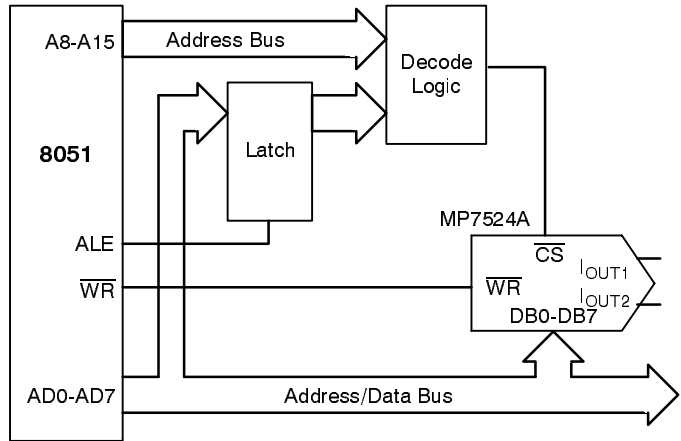 A8-A15
Address Bus
Decode
Logic
8051
Latch
MP7524A
ALE
CS
IOUT1
WR
WR
IOUT2
DB0-DB7
AD0-AD7
Address/Data Bus